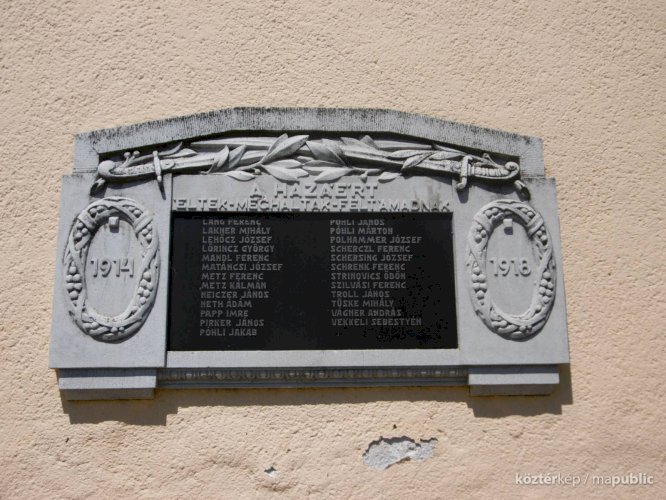 A HAZÁÉRT
ÉLTEK·MEGHALTAK·FELTÁMADNAK
1914
1918
LANG FERENC
LAKNER MIHÁLY
LEHÓCZ JÓZSEF
LŐRINCZ GYÖRGY
MANDL FERENC
MATÁNCSI JÓZSEF
METZ FERENC
METZ KÁLMÁN
NEICZER JÁNOS
NETH ÁDÁM
PAPP IMRE
PIRKER JÁNOS
PÖHLI JAKAB
PÖHLI JÁNOS
PÖHLI MÁRTON
POLHAMMER JÓZSEF
SCHERCZL FERENC
SCHERSING JÓZSEF
SCHRENK FERENC
STRINOVICS ÖDÖN
SZILVÁSI FERENC
TROLL JÁNOS
TÜSKE MIHÁLY
VAGNER ANDRÁS
VEKKELI SEBESTYÉN
köztérkép / mapublic